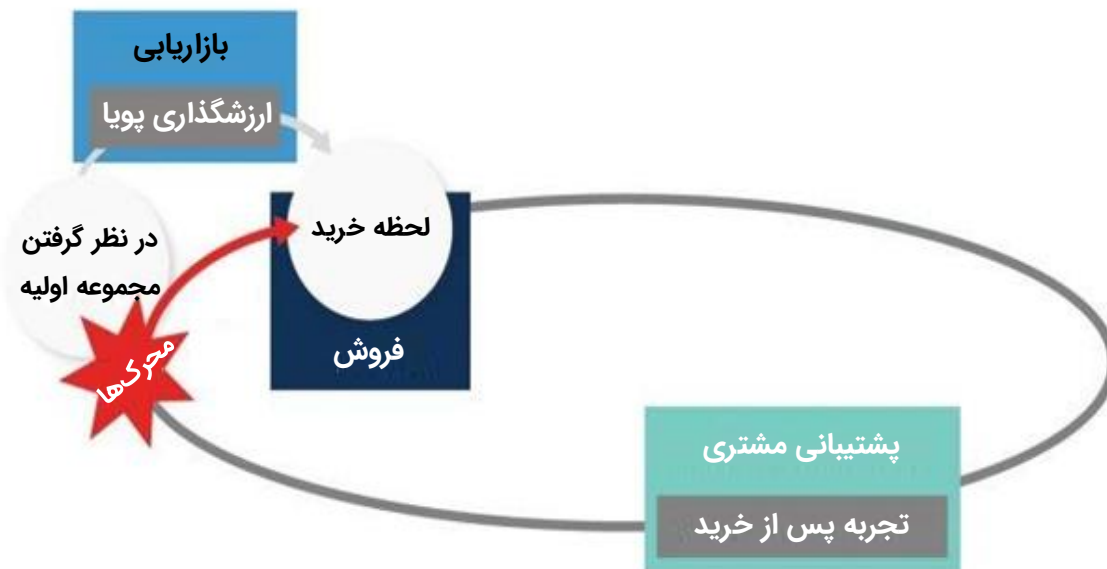 بازاریابی
ارزشگذاری پویا
لحظه خرید
در نظر گرفتن
مجموعه اولیه
محرک‌ها
فروش
پشتیبانی مشتری
تجربه پس از خرید